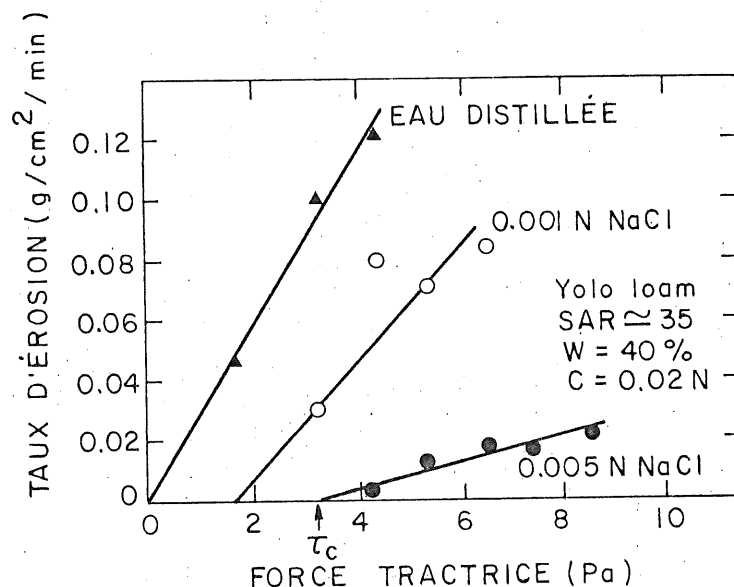 TAUX D'ÉROSION (g/cm²/min)
0.12
0.10
0.08
0.06
0.04
0.02
0
EAU DISTILLÉE
0.001 N NaCl
Yolo loam
SAR ≃ 35
W = 40 %
C = 0.02 N
0.005 N NaCl
0 2 4 6 8 10
τc
FORCE TRACTRICE (Pa)